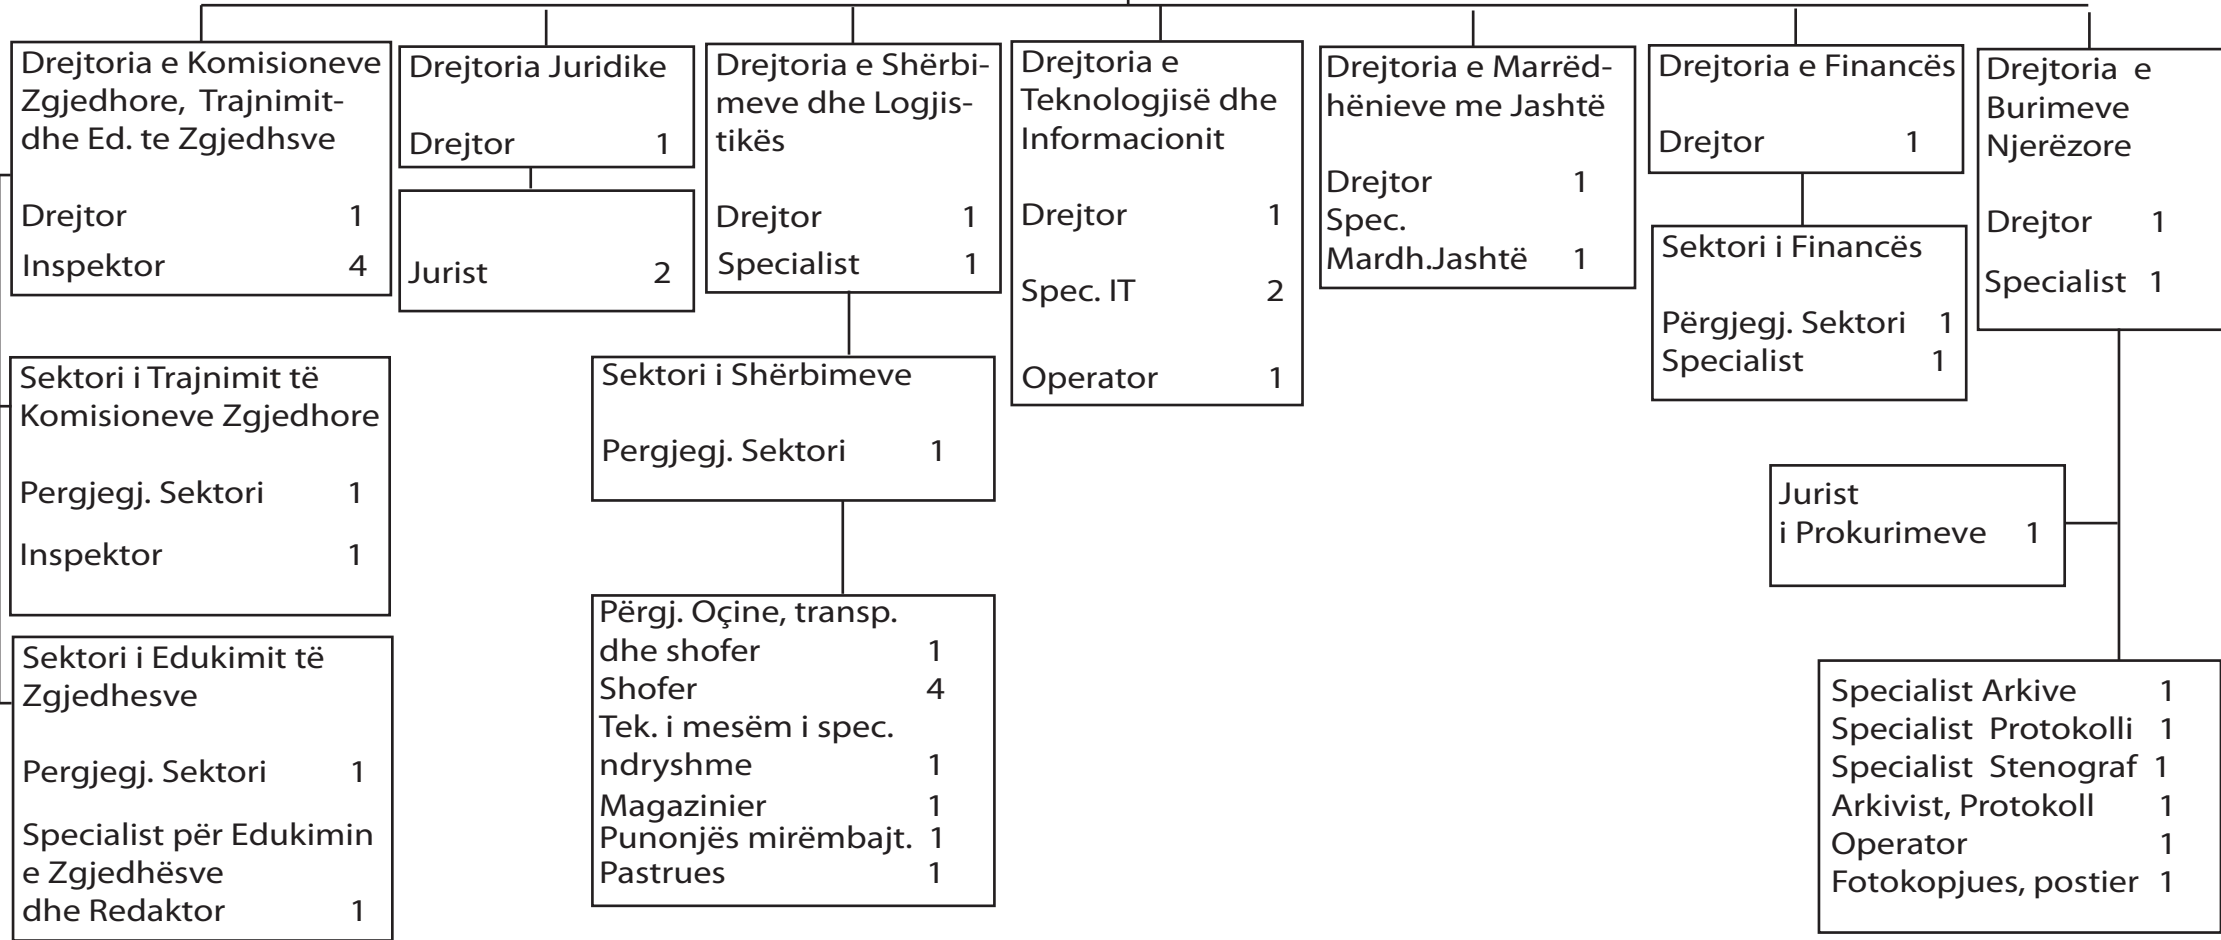 Drejtoria e Komisioneve
Zgjedhore, Trajnimit-
dhe Ed. te Zgjedhsve
Drejtor 1
Inspektor 4
Sektori i Trajnimit të
Komisioneve Zgjedhore
Pergjegj. Sektori 1
Inspektor 1
Sektori i Edukimit të
Zgjedhesve
Pergjegj. Sektori 1
Specialist për Edukimin
e Zgjedhësve
dhe Redaktor 1
Drejtoria Juridike
Drejtor 1
Jurist 2
Drejtoria e Shërbi-
meve dhe Logjis-
tikës
Drejtor 1
Specialist 1
Sektori i Shërbimeve
Pergjegj. Sektori 1
Përgj. Oçine, transp.
dhe shofer 1
Shofer 4
Tek. i mesëm i spec.
ndryshme 1
Magazinier 1
Punonjës mirëmbajt. 1
Pastrues 1
Drejtoria e
Teknologjisë dhe
Informacionit
Drejtor 1
Spec. IT 2
Operator 1
Drejtoria e Marrëd-
hënieve me Jashtë
Drejtor 1
Spec.
Mardh.Jashtë 1
Drejtoria e Financës
Drejtor 1
Sektori i Financës
Përgjegj. Sektori 1
Specialist 1
Drejtoria e
Burimeve
Njerëzore
Drejtor 1
Specialist 1
Jurist
i Prokurimeve 1
Specialist Arkive 1
Specialist Protokolli 1
Specialist Stenograf 1
Arkivist, Protokoll 1
Operator 1
Fotokopjues, postier 1